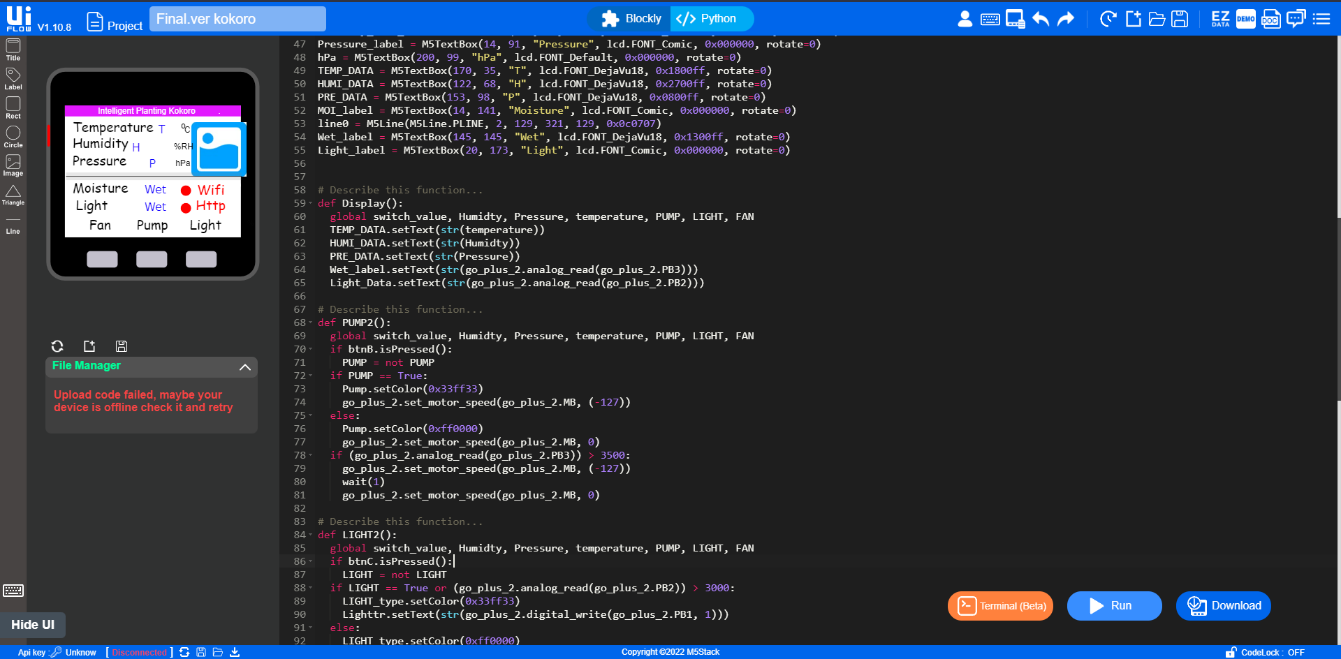 Ui FLOW V1.10.8 Project Final.ver kokoro Blockly </> Python EZ DATA DEMO DOC
Title
Label
Rect
Circle
Image
Triangle
Line
Intelligent Planting Kokoro
Temperature T °C
Humidity H %RH
Pressure P hPa
Moisture Wet Wifi
Light Wet Http
Fan Pump Light
File Manager
Upload code failed, maybe your
device is offline check it and retry
Hide UI
47 Pressure_label = M5TextBox(14, 91, "Pressure", lcd.FONT_Comic, 0x000000, rotate=0)
48 hPa = M5TextBox(200, 99, "hPa", lcd.FONT_Default, 0x000000, rotate=0)
49 TEMP_DATA = M5TextBox(170, 35, "T", lcd.FONT_DejaVu18, 0x1800ff, rotate=0)
50 HUMI_DATA = M5TextBox(122, 68, "H", lcd.FONT_DejaVu18, 0x2700ff, rotate=0)
51 PRE_DATA = M5TextBox(153, 98, "P", lcd.FONT_DejaVu18, 0x0800ff, rotate=0)
52 MOI_label = M5TextBox(14, 141, "Moisture", lcd.FONT_Comic, 0x000000, rotate=0)
53 line0 = M5Line(M5Line.PLINE, 2, 129, 321, 129, 0x0c0707)
54 Wet_label = M5TextBox(145, 145, "Wet", lcd.FONT_DejaVu18, 0x1300ff, rotate=0)
55 Light_label = M5TextBox(20, 173, "Light", lcd.FONT_Comic, 0x000000, rotate=0)
56
57
58 # Describe this function...
59 def Display():
60 global switch_value, Humidty, Pressure, temperature, PUMP, LIGHT, FAN
61 TEMP_DATA.setText(str(temperature))
62 HUMI_DATA.setText(str(Humidty))
63 PRE_DATA.setText(str(Pressure))
64 Wet_label.setText(str(go_plus_2.analog_read(go_plus_2.PB3)))
65 Light_Data.setText(str(go_plus_2.analog_read(go_plus_2.PB2)))
66
67 # Describe this function...
68 def PUMP2():
69 global switch_value, Humidty, Pressure, temperature, PUMP, LIGHT, FAN
70 if btnB.isPressed():
71 PUMP = not PUMP
72 if PUMP == True:
73 Pump.setColor(0x33ff33)
74 go_plus_2.set_motor_speed(go_plus_2.MB, (-127))
75 else:
76 Pump.setColor(0xff0000)
77 go_plus_2.set_motor_speed(go_plus_2.MB, 0)
78 if (go_plus_2.analog_read(go_plus_2.PB3)) > 3500:
79 go_plus_2.set_motor_speed(go_plus_2.MB, (-127))
80 wait(1)
81 go_plus_2.set_motor_speed(go_plus_2.MB, 0)
82
83 # Describe this function...
84 def LIGHT2():
85 global switch_value, Humidty, Pressure, temperature, PUMP, LIGHT, FAN
86 if btnC.isPressed():
87 LIGHT = not LIGHT
88 if LIGHT == True or (go_plus_2.analog_read(go_plus_2.PB2)) > 3000:
89 LIGHT_type.setColor(0x33ff33)
90 lighttr.setText(str(go_plus_2.digital_write(go_plus_2.PB1, 1)))
91 else:
92 LIGHT_type.setColor(0xff0000)
Terminal (Beta) Run Download
Api key : Unknow [ Disconnected ] Copyright ©2022 M5Stack CodeLock : OFF